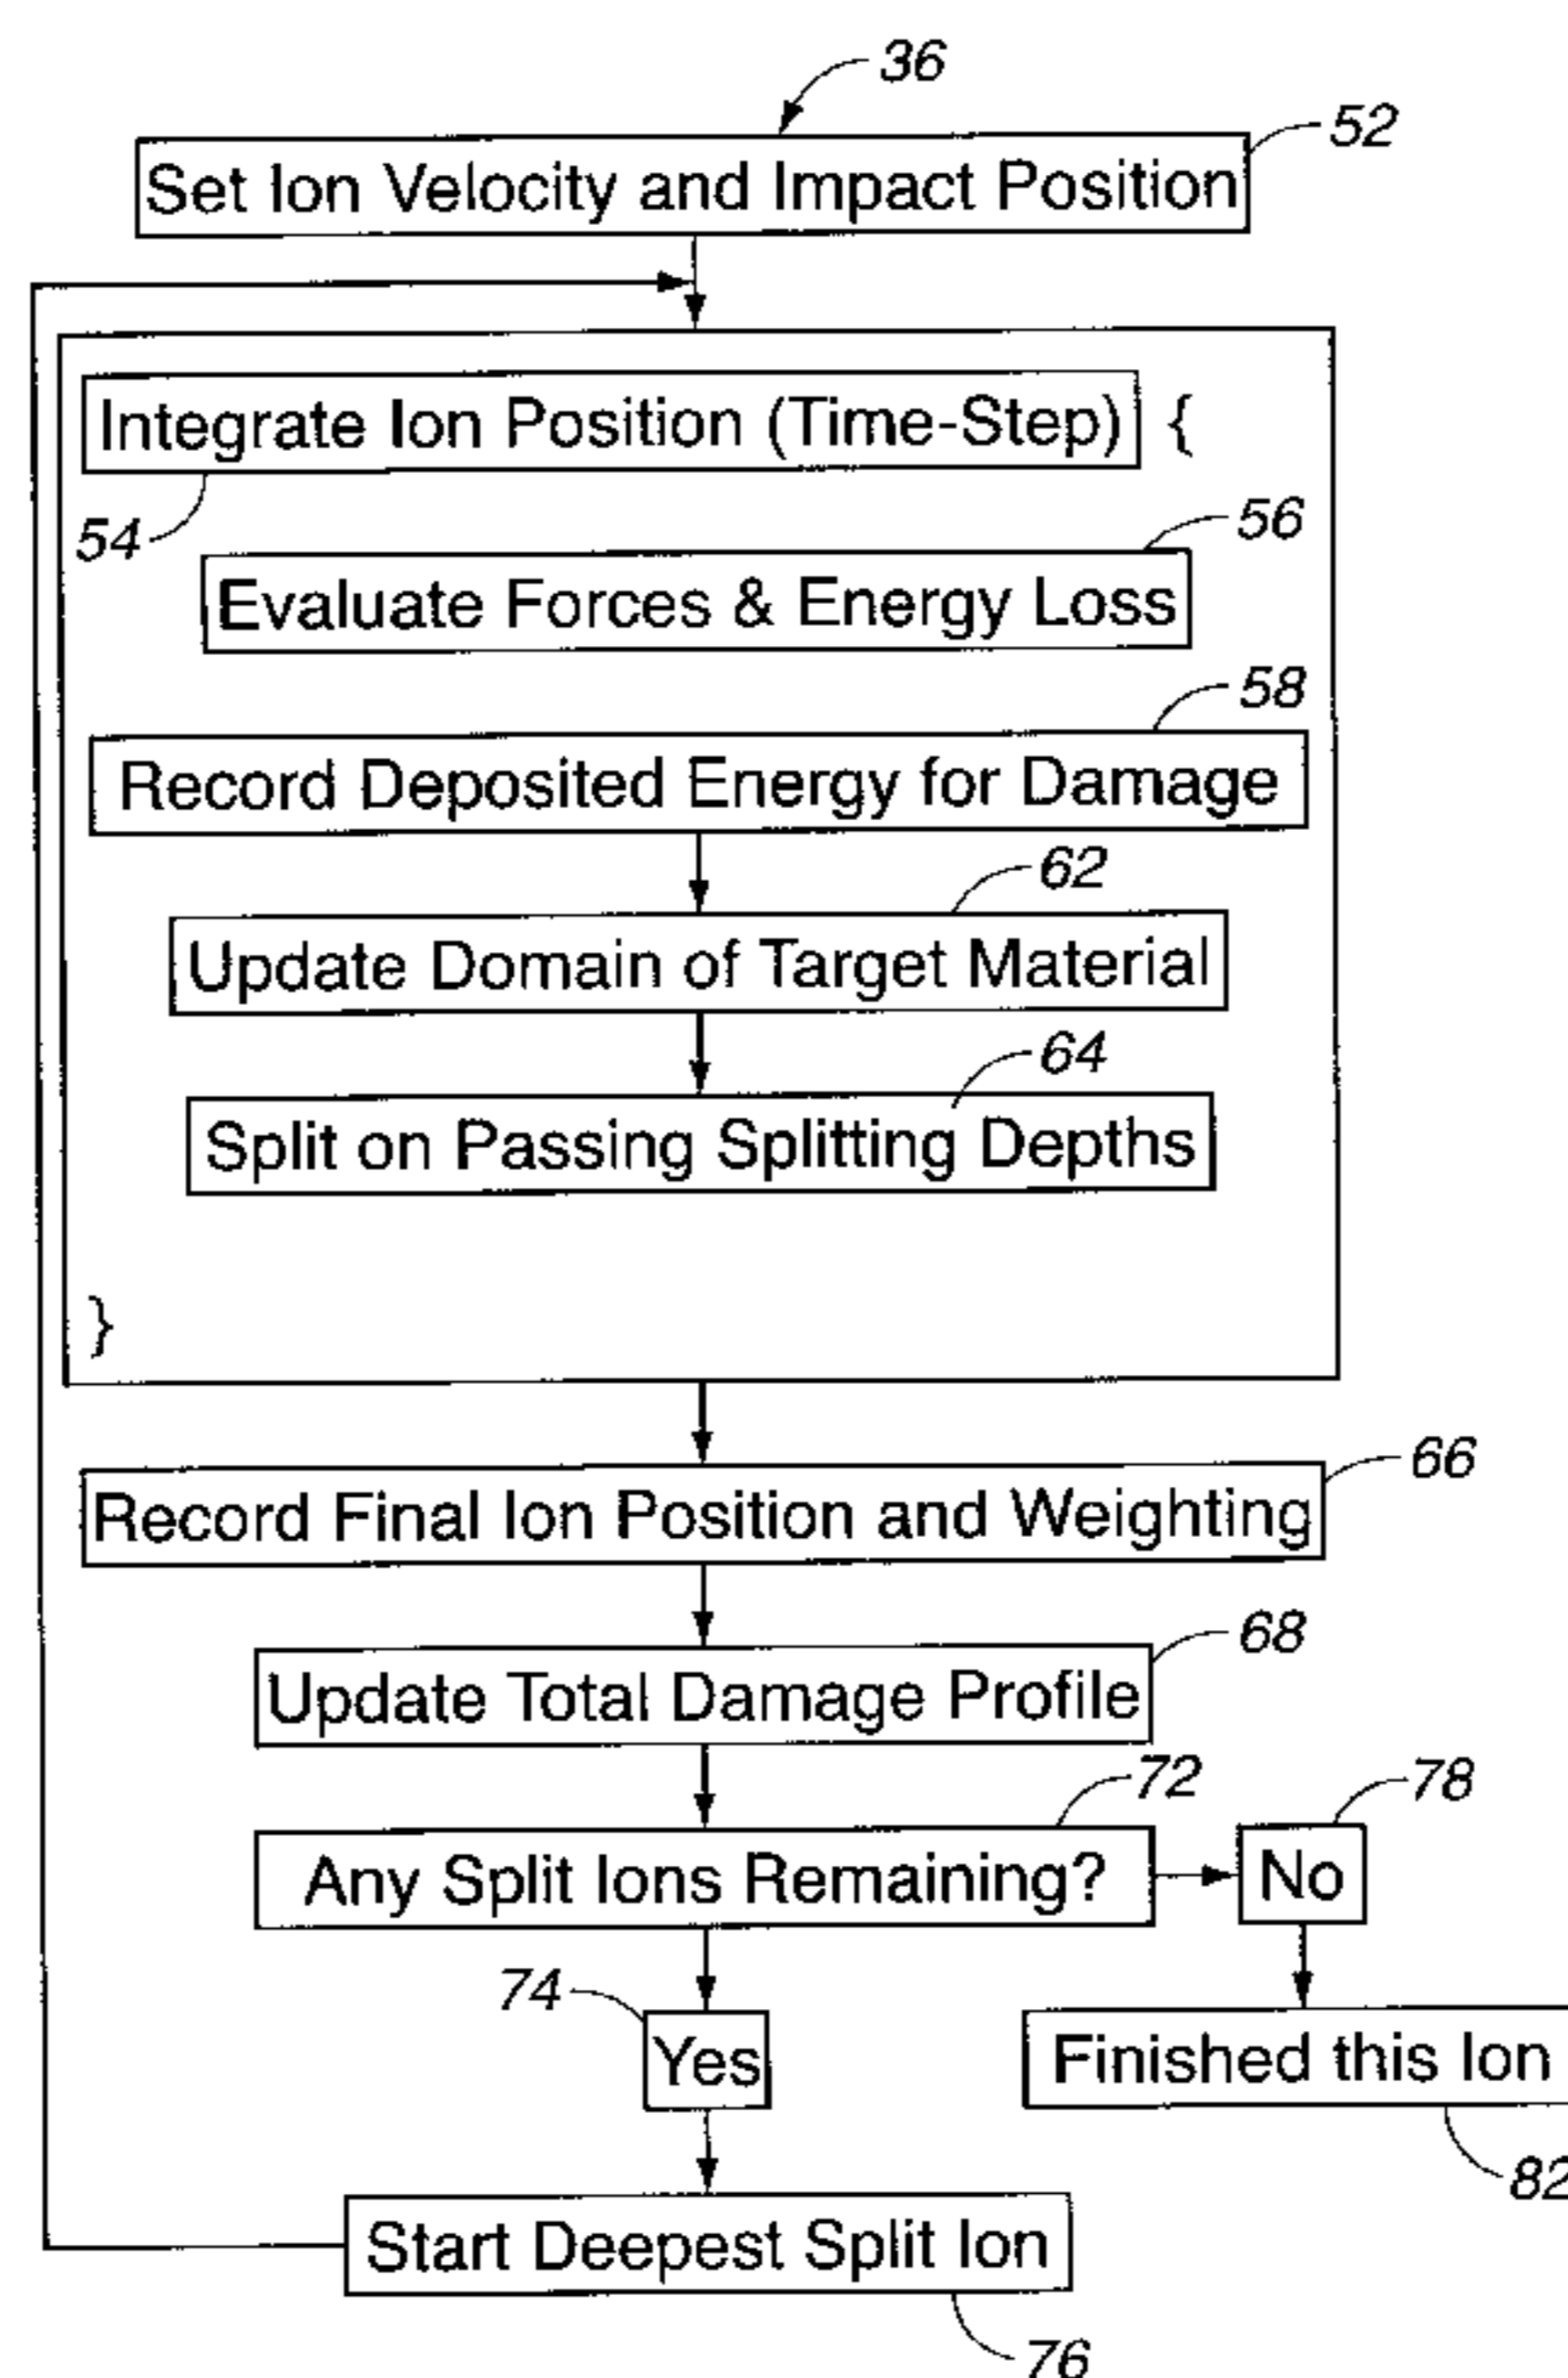 36
52
Set Ion Velocity and Impact Position
Integrate Ion Position (Time-Step) {
54
56
Evaluate Forces & Energy Loss
58
Record Deposited Energy for Damage
62
Update Domain of Target Material
64
Split on Passing Splitting Depths
}
66
Record Final Ion Position and Weighting
68
Update Total Damage Profile
72
78
Any Split Ions Remaining?
No
74
Yes
Finished this Ion
82
Start Deepest Split Ion
76